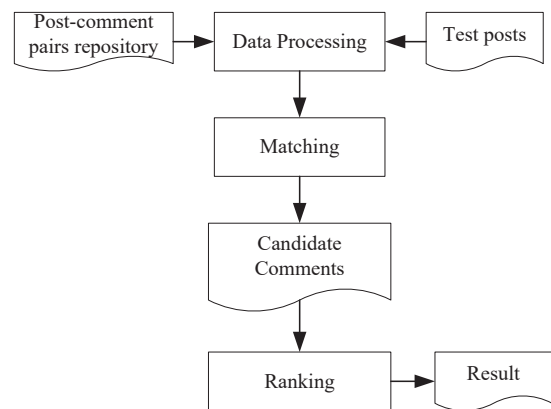 Post-comment
pairs repository
Data Processing
Test posts
Matching
Candidate
Comments
Ranking
Result